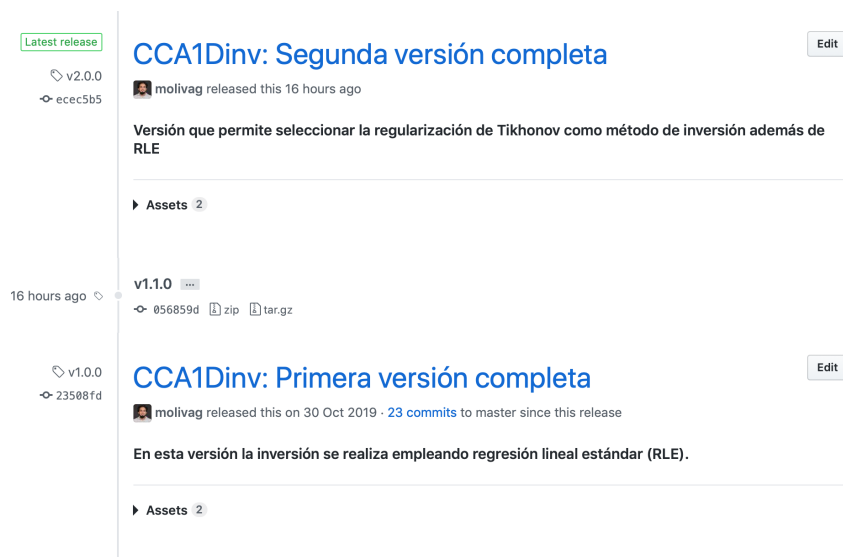 Latest release
v2.0.0
ecec5b5
CCA1Dinv: Segunda versión completa
Edit
molivag released this 16 hours ago
Versión que permite seleccionar la regularización de Tikhonov como método de inversión además de
RLE
Assets 2
16 hours ago
v1.1.0 ...
056859d zip tar.gz
v1.0.0
23508fd
CCA1Dinv: Primera versión completa
Edit
molivag released this on 30 Oct 2019 · 23 commits to master since this release
En esta versión la inversión se realiza empleando regresión lineal estándar (RLE).
Assets 2